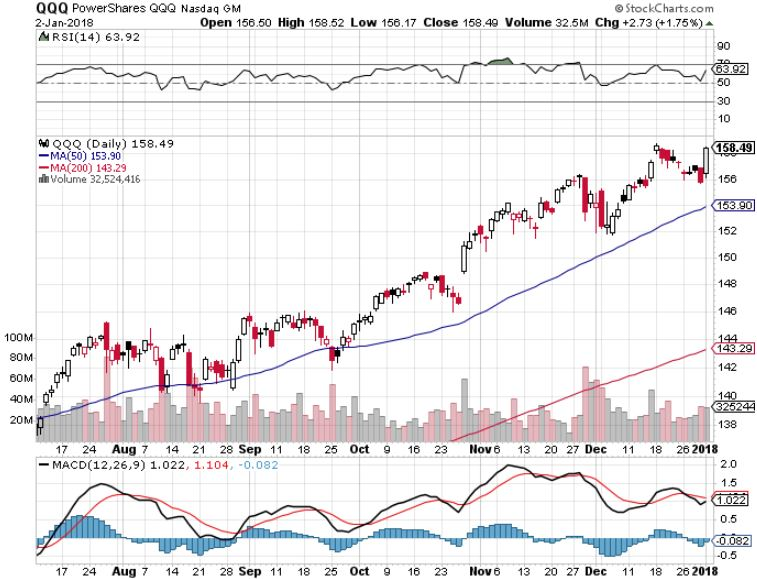 QQQ PowerShares QQQ Nasdaq GM © StockCharts.com
2-Jan-2018 Open 156.50 High 158.52 Low 156.17 Close 158.49 Volume 32.5M Chg +2.73 (+1.75%)
RSI(14) 63.92
90
70
63.92
50
30
10
QQQ (Daily) 158.49
MA(50) 153.90
MA(200) 143.29
Volume 32,524,416
158.49
156
153.90
152
150
148
146
144
143.29
142
140
138
100M
80M
60M
40M
20M
325244
17 24 Aug 7 14 21 28 Sep 11 18 25 Oct 9 16 23 Nov 6 13 20 27 Dec 11 18 26 2018
MACD(12,26,9) 1.022, 1.104, -0.082
2.0
1.5
1.022
0.5
-0.082
-0.5
17 24 Aug 7 14 21 28 Sep 11 18 25 Oct 9 16 23 Nov 6 13 20 27 Dec 11 18 26 2018